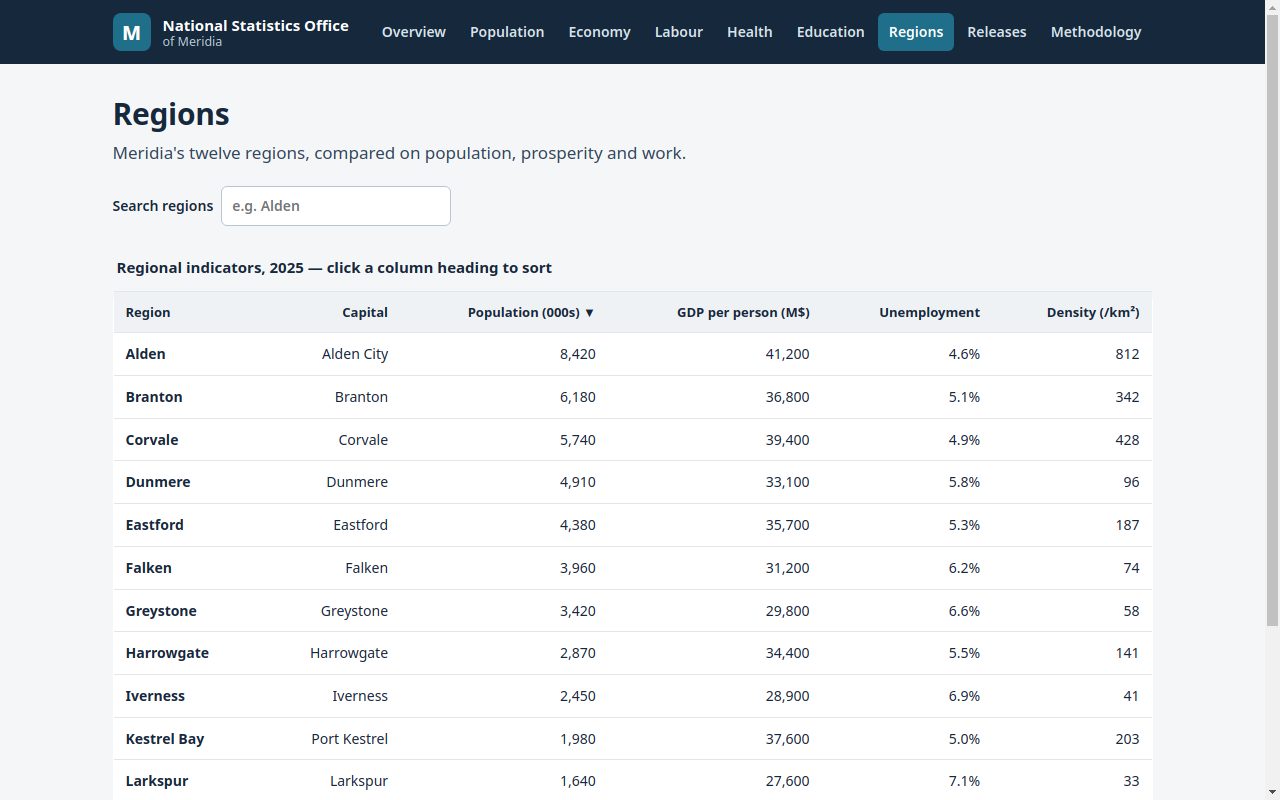 M
National Statistics Office
of Meridia
Overview Population Economy Labour Health Education Regions Releases Methodology
Regions
Meridia's twelve regions, compared on population, prosperity and work.
Search regions e.g. Alden
Regional indicators, 2025 — click a column heading to sort
Region Capital Population (000s) ▼ GDP per person (M$) Unemployment Density (/km²)
Alden Alden City 8,420 41,200 4.6% 812
Branton Branton 6,180 36,800 5.1% 342
Corvale Corvale 5,740 39,400 4.9% 428
Dunmere Dunmere 4,910 33,100 5.8% 96
Eastford Eastford 4,380 35,700 5.3% 187
Falken Falken 3,960 31,200 6.2% 74
Greystone Greystone 3,420 29,800 6.6% 58
Harrowgate Harrowgate 2,870 34,400 5.5% 141
Iverness Iverness 2,450 28,900 6.9% 41
Kestrel Bay Port Kestrel 1,980 37,600 5.0% 203
Larkspur Larkspur 1,640 27,600 7.1% 33